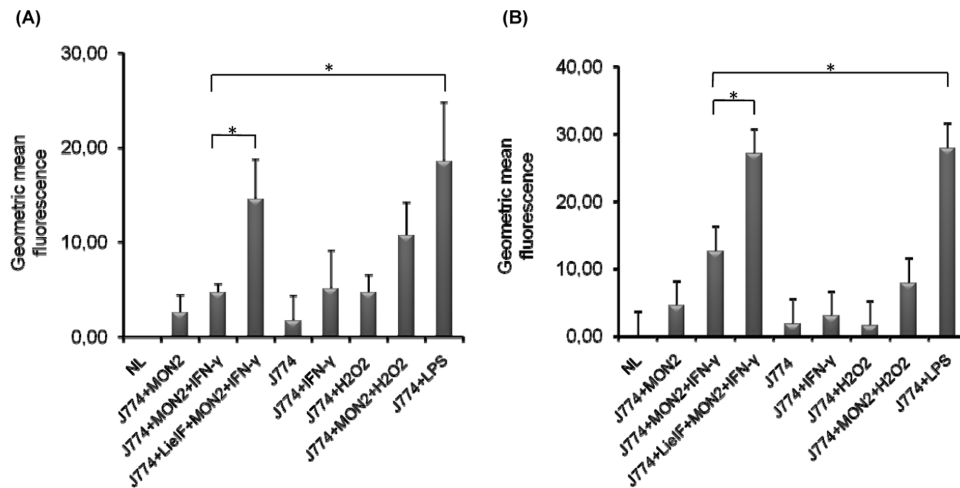 (A)
Geometric mean
fluorescence
30,00
20,00
10,00
0,00
*
*
NL
J774+MON2
J774+MON2+IFN-γ
J774+LieIF+MON2+IFN-γ
J774
J774+IFN-γ
J774+H2O2
J774+MON2+H2O2
J774+LPS
(B)
Geometric mean
fluorescence
40,00
30,00
20,00
10,00
0,00
*
*
NL
J774+MON2
J774+MON2+IFN-γ
J774+LieIF+MON2+IFN-γ
J774
J774+IFN-γ
J774+H2O2
J774+MON2+H2O2
J774+LPS